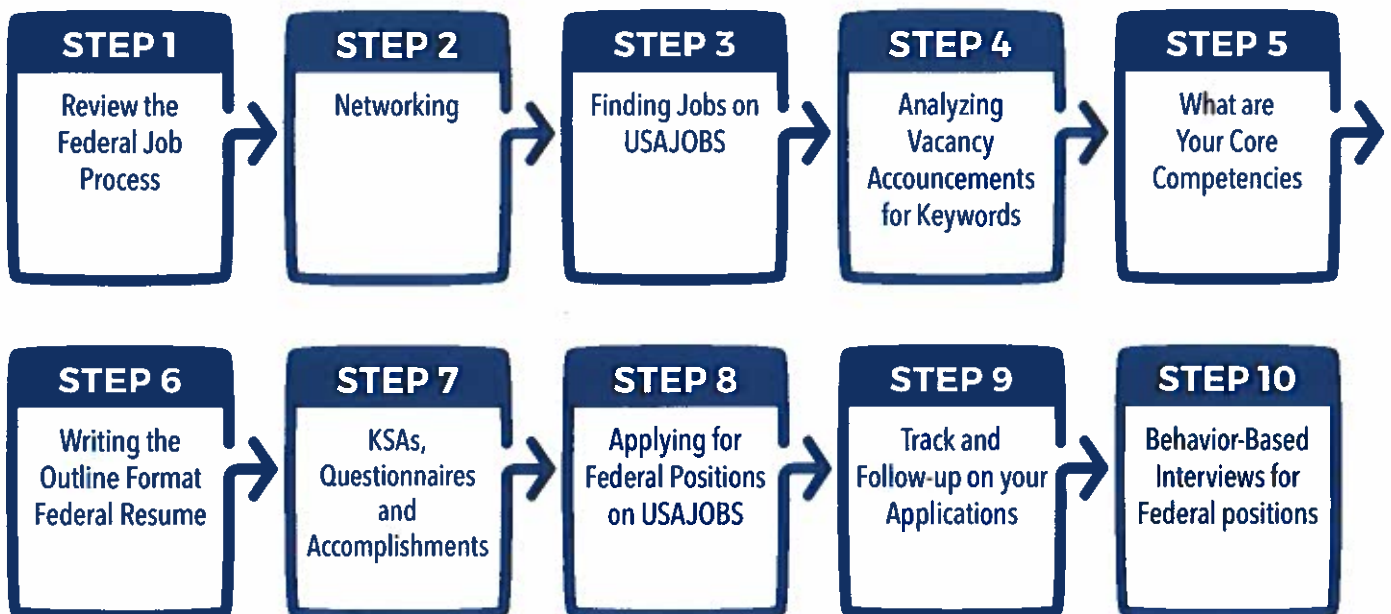 STEP 1
Review the
Federal Job
Process
STEP 2
Networking
STEP 3
Finding Jobs on
USAJOBS
STEP 4
Analyzing
Vacancy
Accouncements
for Keywords
STEP 5
What are
Your Core
Competencies
STEP 6
Writing the
Outline Format
Federal Resume
STEP 7
KSAs,
Questionnaires
and
Accomplishments
STEP 8
Applying for
Federal Positions
on USAJOBS
STEP 9
Track and
Follow-up on your
Applications
STEP 10
Behavior-Based
Interviews for
Federal positions